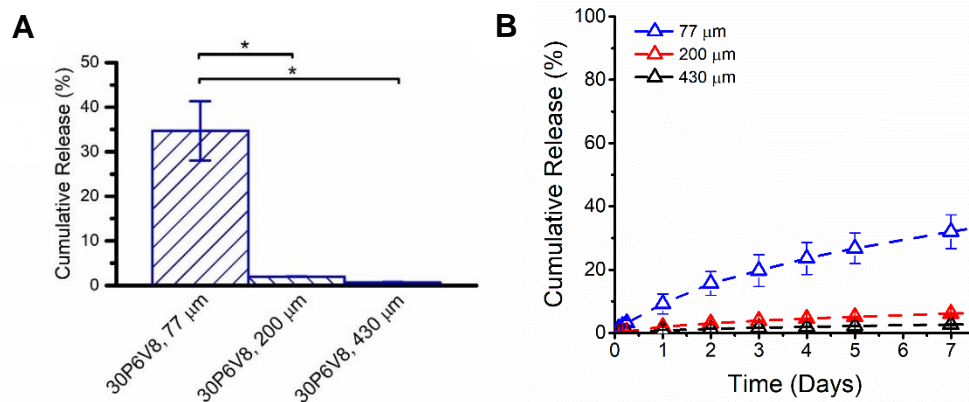 A
Cumulative Release (%)
50
40
30
20
10
0
*
*
30P6V8, 77 μm
30P6V8, 200 μm
30P6V8, 430 μm
B
Cumulative Release (%)
100
80
60
40
20
0
77 μm
200 μm
430 μm
0 1 2 3 4 5 6 7
Time (Days)